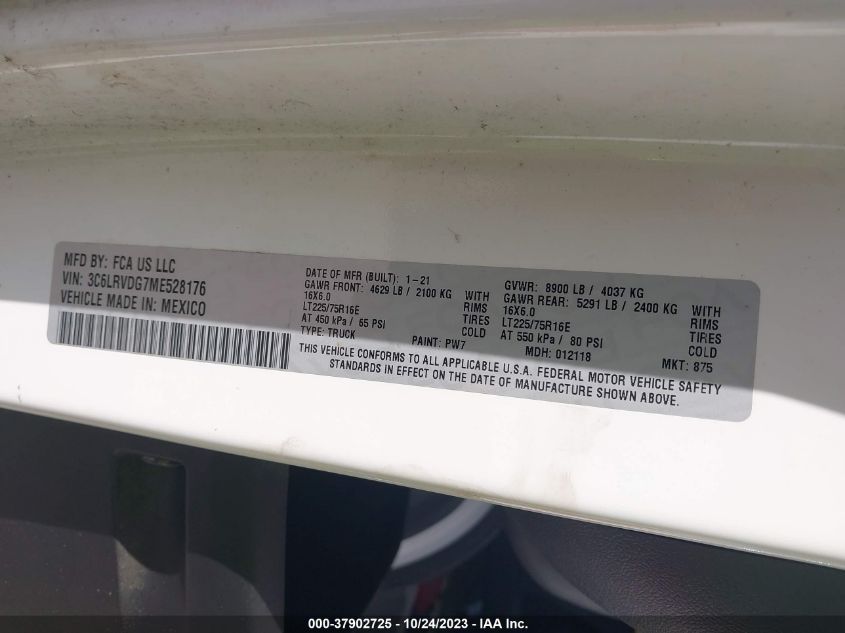 MFD BY: FCA US LLC
VIN: 3C6LRVDG7ME528176
VEHICLE MADE IN: MEXICO
DATE OF MFR (BUILT): 1-21
GAWR FRONT: 4629 LB / 2100 KG WITH
16X6.0 RIMS
LT225/75R16E TIRES
AT 450 kPa / 65 PSI COLD
TYPE: TRUCK PAINT: PW7
GVWR: 8900 LB / 4037 KG
GAWR REAR: 5291 LB / 2400 KG WITH
16X6.0 RIMS
LT225/75R16E TIRES
AT 550 kPa / 80 PSI COLD
MDH: 012118 MKT: 875
THIS VEHICLE CONFORMS TO ALL APPLICABLE U.S.A. FEDERAL MOTOR VEHICLE SAFETY
STANDARDS IN EFFECT ON THE DATE OF MANUFACTURE SHOWN ABOVE.
000-37902725 - 10/24/2023 - IAA Inc.